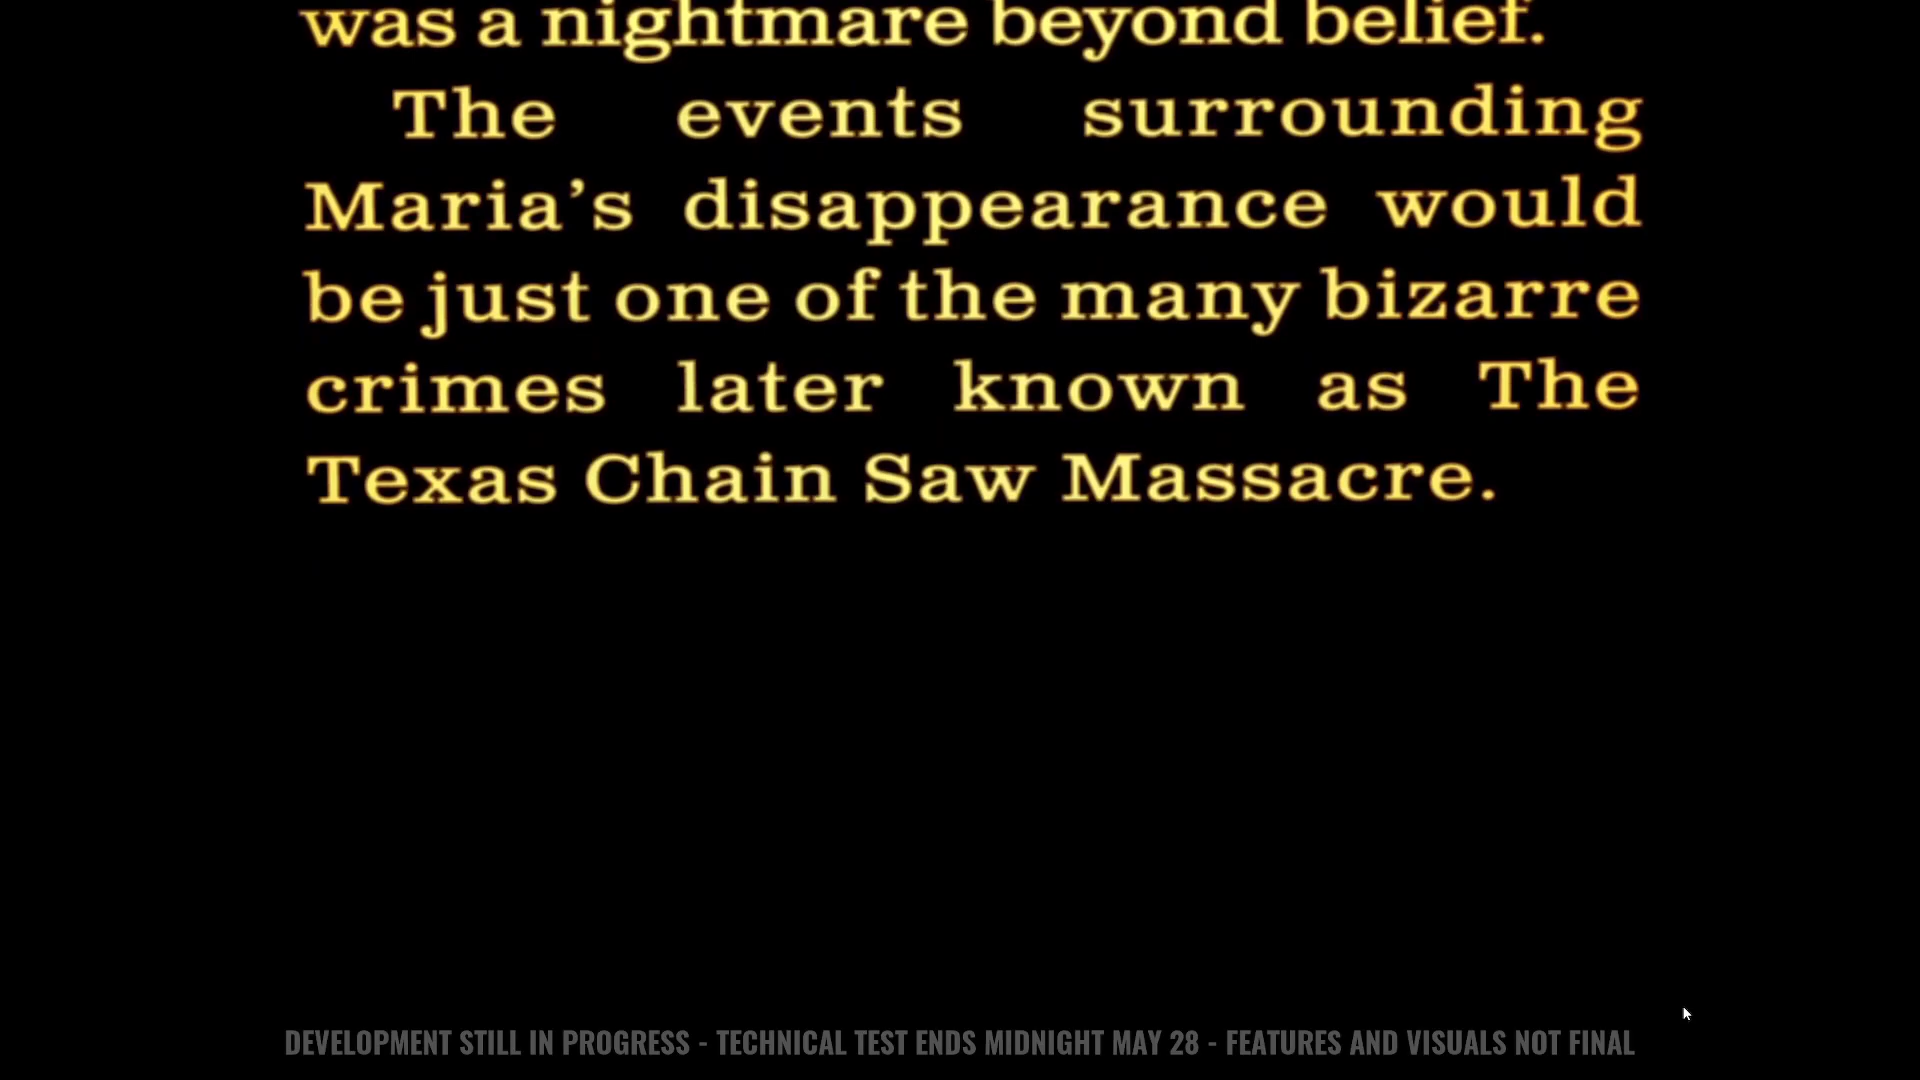 was a nightmare beyond belief.
The events surrounding
Maria’s disappearance would
be just one of the many bizarre
crimes later known as The
Texas Chain Saw Massacre.
DEVELOPMENT STILL IN PROGRESS - TECHNICAL TEST ENDS MIDNIGHT MAY 28 - FEATURES AND VISUALS NOT FINAL